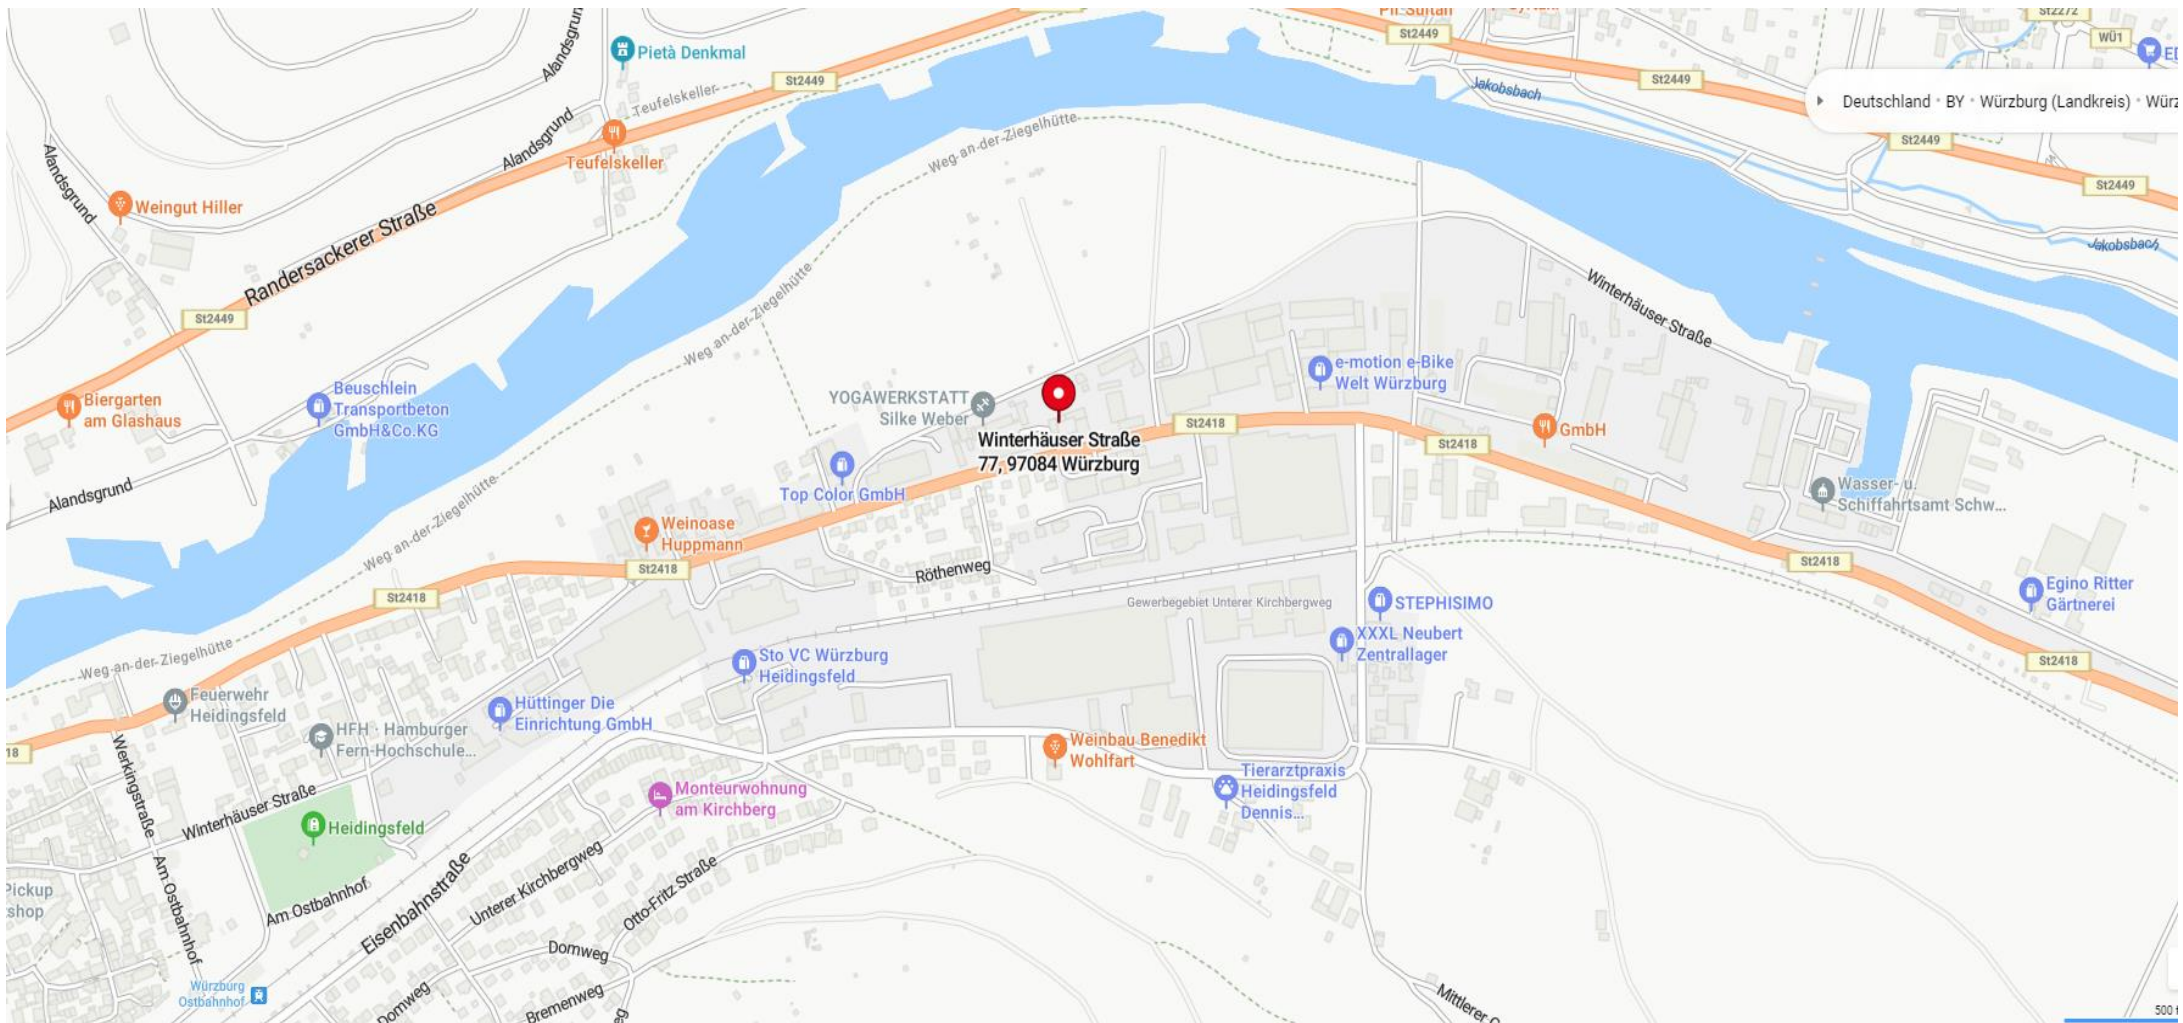 Pietà Denkmal
Alandsgrund
St2449
Teufelskeller
Teufelskeller
Alandsgrund
Alandsgrund
Weingut Hiller
Randersackerer Straße
St2449
Biergarten
am Glashaus
Beuschlein
Transportbeton
GmbH&Co.KG
Alandsgrund
St2449
St2449
St2272
WÜ1
Jakobsbach
Deutschland • BY • Würzburg (Landkreis) •
St2449
St2449
Jakobsbach
Weg-an-der-Ziegelhütte
Weg an-der-Ziegelhütte
Weg-an-der-Ziegelhütte
Weg-an-der-Ziegelhütte
Winterhäuser Straße
YOGAWERKSTATT
Silke Weber
Winterhäuser Straße
77, 97084 Würzburg
e-motion e-Bike
Welt Würzburg
St2418
St2418
GmbH
Top Color GmbH
Weinoase
Huppmann
St2418
St2418
Röthenweg
Wasser- u.
Schiffahrtsamt Schw...
St2418
Egino Ritter
Gärtnerei
St2418
Gewerbegebiet Unterer Kirchbergweg
STEPHISIMO
XXXL Neubert
Zentrallager
Sto VC Würzburg
Heidingsfeld
Feuerwehr
Heidingsfeld
Hüttinger Die
Einrichtung GmbH
HFH · Hamburger
Fern-Hochschule...
18
Werkingstraße
Winterhäuser Straße
Heidingsfeld
Am Ostbahnhof
Am Ostbahnhof
Eisenbahnstraße
Monteurwohnung
am Kirchberg
Unterer Kirchbergweg
Otto-Fritz Straße
Weinbau Benedikt
Wohlfart
Tierarztpraxis
Heidingsfeld
Dennis...
Pickup
Würzburg
Ostbahnhof
Domweg
Domweg
Bremenweg
Mittlerer
500